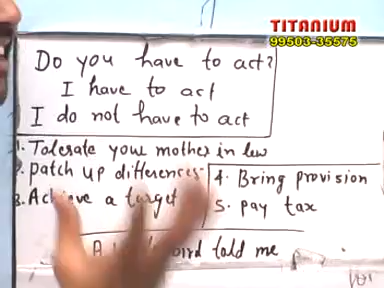 TITANIUM
99503-35575
Do you have to act?
I have to act
I do not have to act
1. Tolerate your mother in law
2. Patch up differences
3. Achieve a target
4. Bring provision
5. pay tax
A bird told me